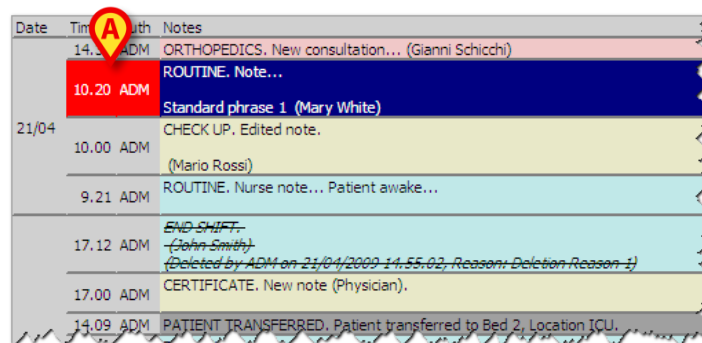 Date Tim A uth Notes
14. ADM ORTHOPEDICS. New consultation... (Gianni Schicchi)
10.20 ADM ROUTINE. Note...
Standard phrase 1 (Mary White)
21/04
10.00 ADM CHECK UP. Edited note.
(Mario Rossi)
9.21 ADM ROUTINE. Nurse note... Patient awake...
17.12 ADM END SHIFT.
(John Smith)
(Deleted by ADM on 21/04/2009 14.55.02, Reason: Deletion Reason 1)
17.00 ADM CERTIFICATE. New note (Physician).
14.09 ADM PATIENT TRANSFERRED. Patient transferred to Bed 2, Location ICU.